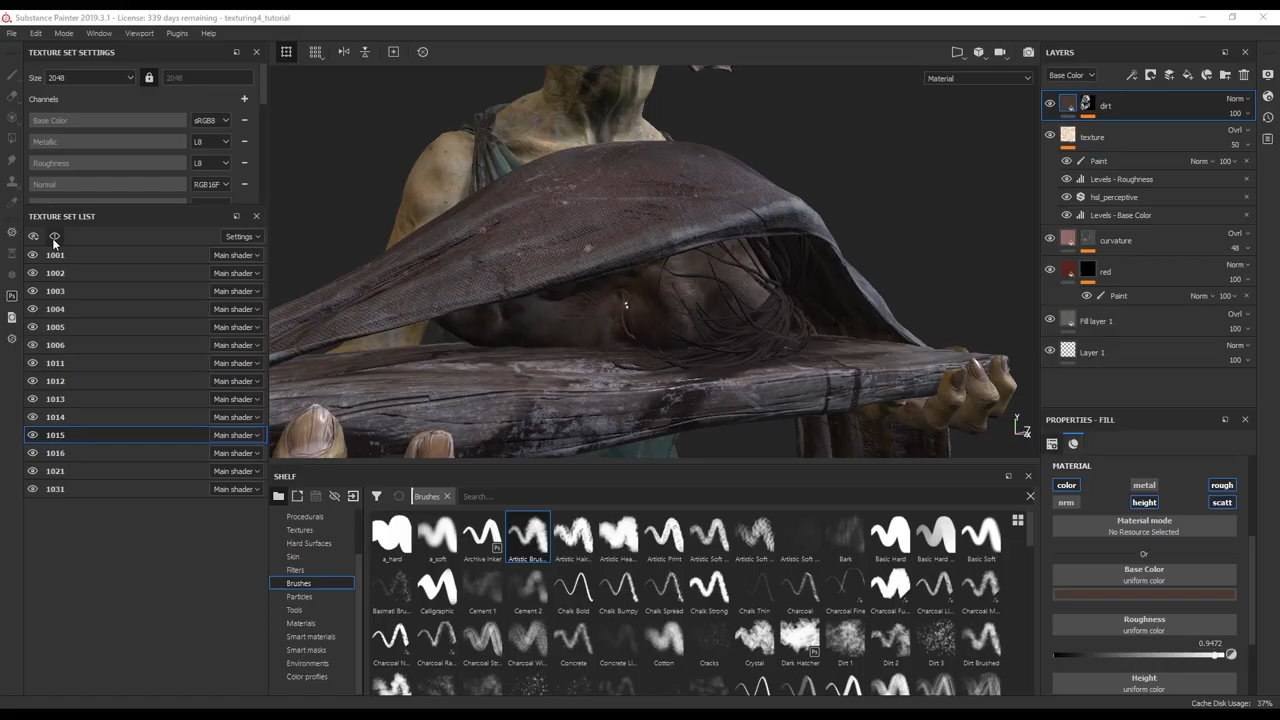 Substance Painter 2019.3.1 - License: 339 days remaining - texturing4_tutorial
File Edit Mode Window Viewport Plugins Help
TEXTURE SET SETTINGS
Size 2048 2048
Channels
Base Color sRGB8
Metallic L8
Roughness L8
Normal RGB16F
TEXTURE SET LIST
Settings
1001 Main shader
1002 Main shader
1003 Main shader
1004 Main shader
1005 Main shader
1006 Main shader
1011 Main shader
1012 Main shader
1013 Main shader
1014 Main shader
1015 Main shader
1016 Main shader
1021 Main shader
1031 Main shader
Material
Y
Z
SHELF
Brushes Search...
Procedurals
Textures
Hard Surfaces
Skin
Filters
Brushes
Particles
Tools
Materials
Smart materials
Smart masks
Environments
Color profiles
a_hard a_soft Archive Inker Artistic Brus... Artistic Hair... Artistic Hea... Artistic Print Artistic Soft ... Artistic Soft ... Artistic Soft ... Bark Basic Hard Basic Hard ... Basic Soft
Basmati Bru... Calligraphic Cement 1 Cement 2 Chalk Bold Chalk Bumpy Chalk Spread Chalk Strong Chalk Thin Charcoal Charcoal Fine Charcoal Fu... Charcoal Li... Charcoal M...
Charcoal N... Charcoal Ra... Charcoal Str... Charcoal Wi... Concrete Concrete Li... Cotton Cracks Crystal Dark Hatcher Dirt 1 Dirt 2 Dirt 3 Dirt Brushed
LAYERS
Base Color
dirt Norm 100
texture Ovrl 50
Paint Norm 100
Levels - Roughness
hsl_perceptive
Levels - Base Color
curvature Ovrl 48
red Norm 100
Paint Norm 100
Fill layer 1 Ovrl 100
Layer 1 Norm 100
PROPERTIES - FILL
MATERIAL
color metal rough
nrm height scatt
Material mode
No Resource Selected
Or
Base Color
uniform color
Roughness
uniform color
0.9472
Height
uniform color
Cache Disk Usage: 37%